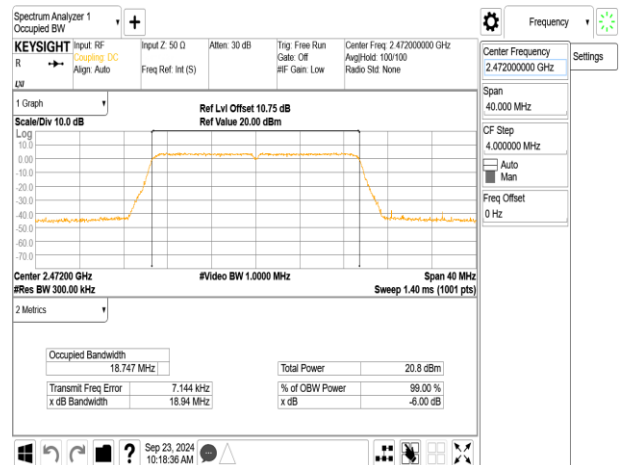 Spectrum Analyzer 1
Occupied BW
Frequency
KEYSIGHT
R
Input: RF
Coupling: DC
Align: Auto
Input Z: 50 Ω
Freq Ref: Int (S)
Atten: 30 dB
Trig: Free Run
Gate: Off
#IF Gain: Low
Center Freq: 2.472000000 GHz
Avg|Hold: 100/100
Radio Std: None
Center Frequency
2.472000000 GHz
Settings
Span
40.000 MHz
CF Step
4.000000 MHz
Auto
Man
Freq Offset
0 Hz
1 Graph
Scale/Div 10.0 dB
Ref Lvl Offset 10.75 dB
Ref Value 20.00 dBm
Log
10.0
0.00
-10.0
-20.0
-30.0
-40.0
-50.0
-60.0
-70.0
Center 2.47200 GHz
#Res BW 300.00 kHz
#Video BW 1.0000 MHz
Span 40 MHz
Sweep 1.40 ms (1001 pts)
2 Metrics
Occupied Bandwidth
18.747 MHz
Total Power 20.8 dBm
Transmit Freq Error 7.144 kHz
% of OBW Power 99.00 %
x dB Bandwidth 18.94 MHz
x dB -6.00 dB
?
Sep 23, 2024
10:18:36 AM